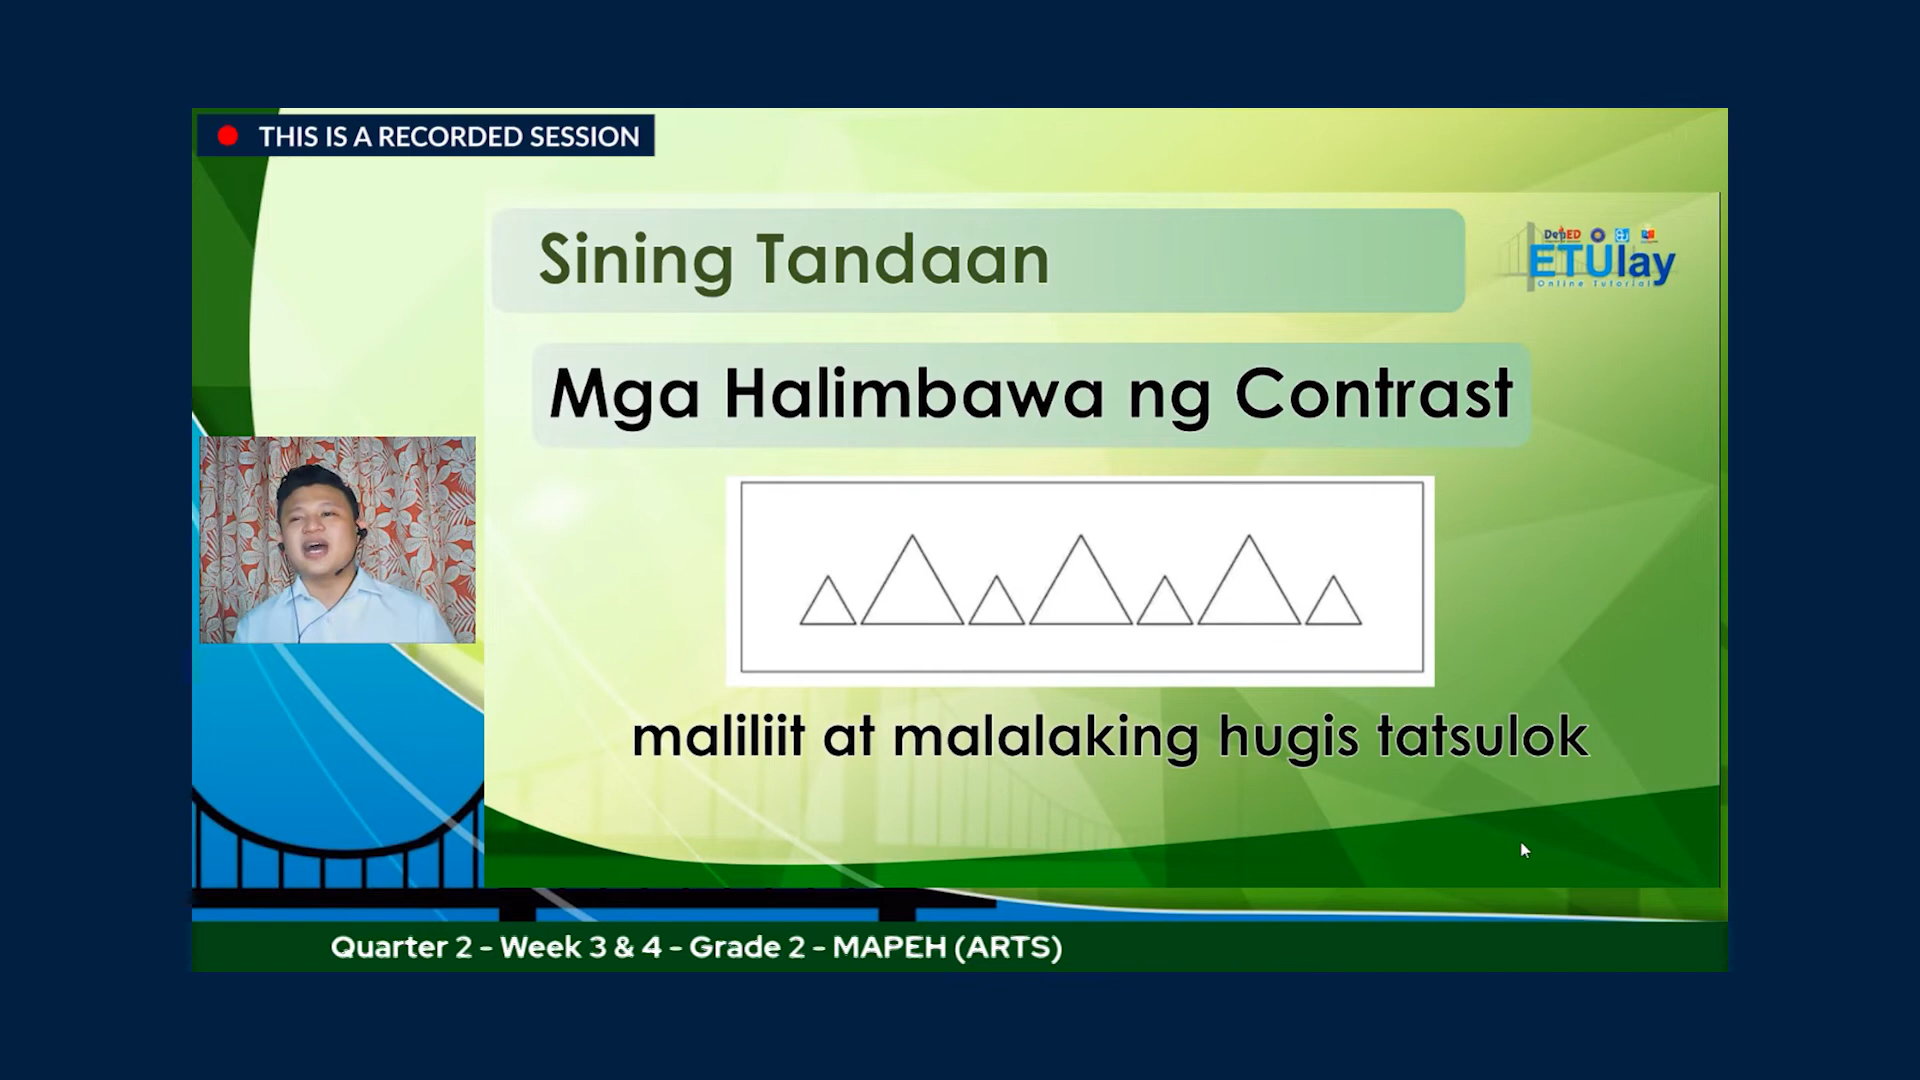 THIS IS A RECORDED SESSION
Sining Tandaan
DepED
ETUlay
Online Tutorial
Mga Halimbawa ng Contrast
maliliit at malalaking hugis tatsulok
Quarter 2 - Week 3 & 4 - Grade 2 - MAPEH (ARTS)